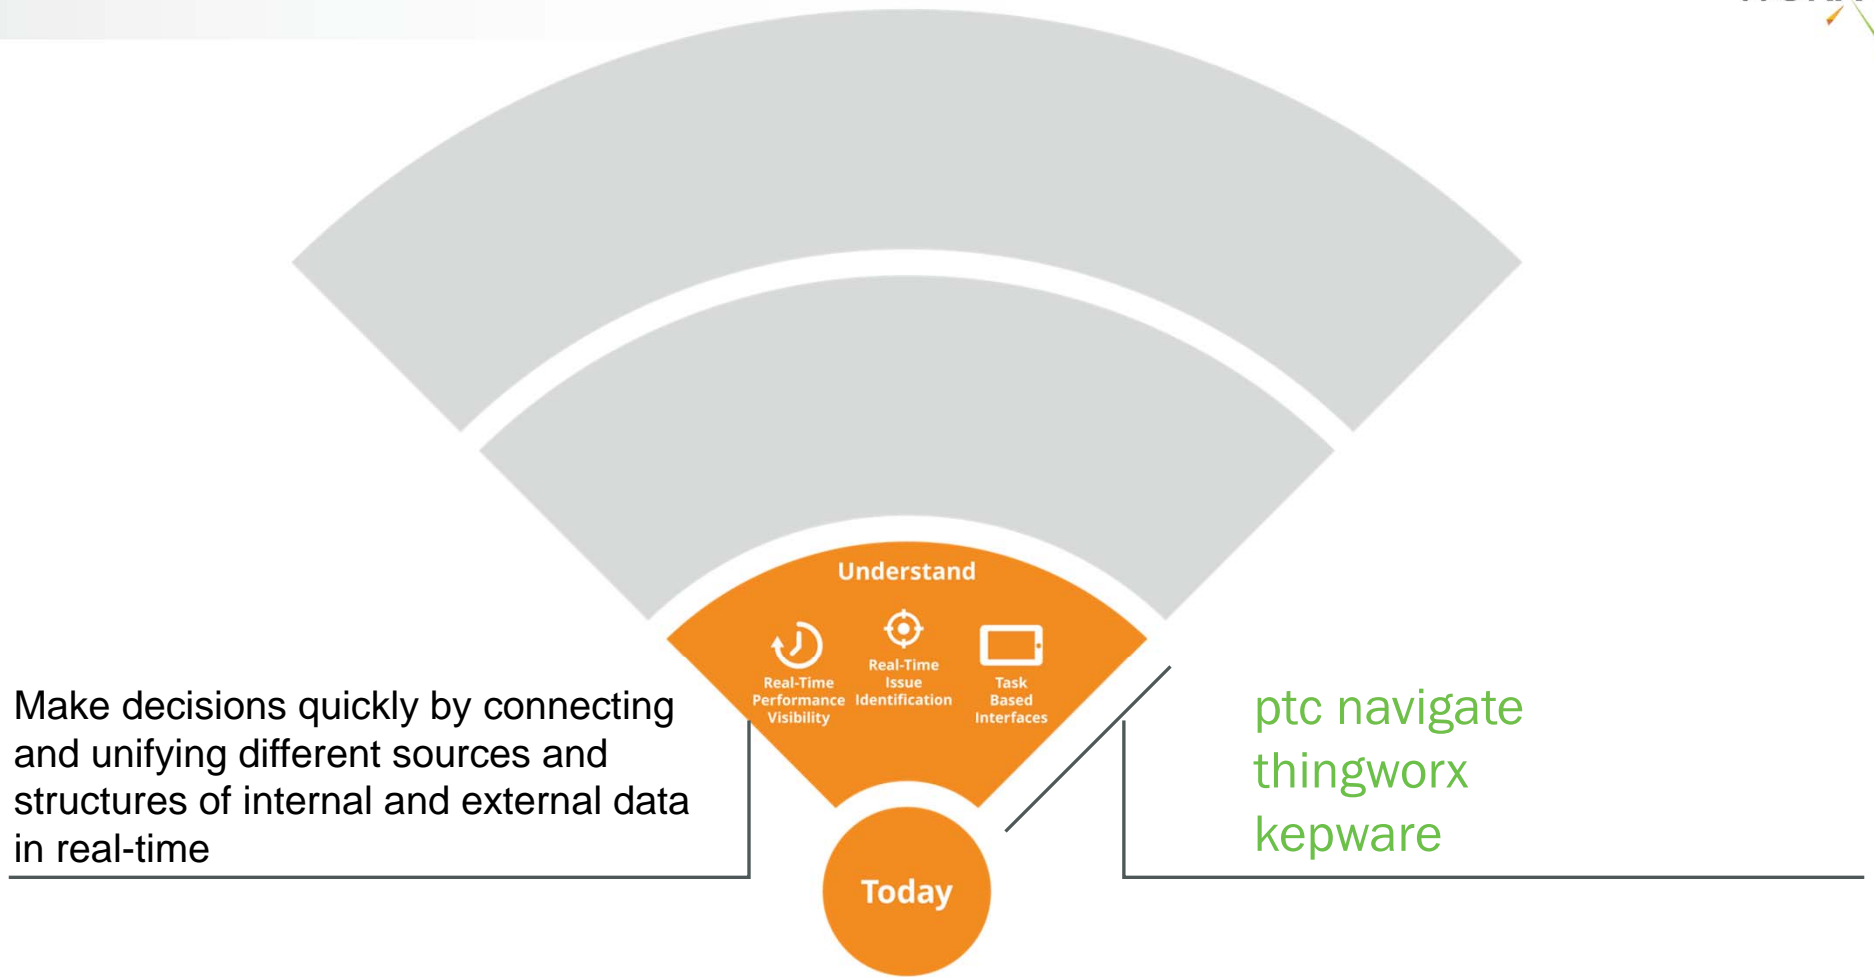 Understand
Real-Time
Performance
Visibility
Real-Time
Issue
Identification
Task
Based
Interfaces
Make decisions quickly by connecting
and unifying different sources and
structures of internal and external data
in real-time
ptc navigate
thingworx
kepware
Today